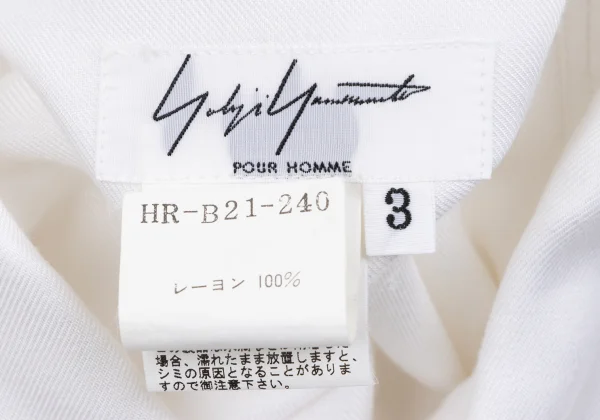 Yohji Yamamoto
POUR HOMME
3
HR-B21-240
レーヨン 100%
場合、濡れたまま放置しますと、
シミの原因となることがありま
すので御注意下さい。